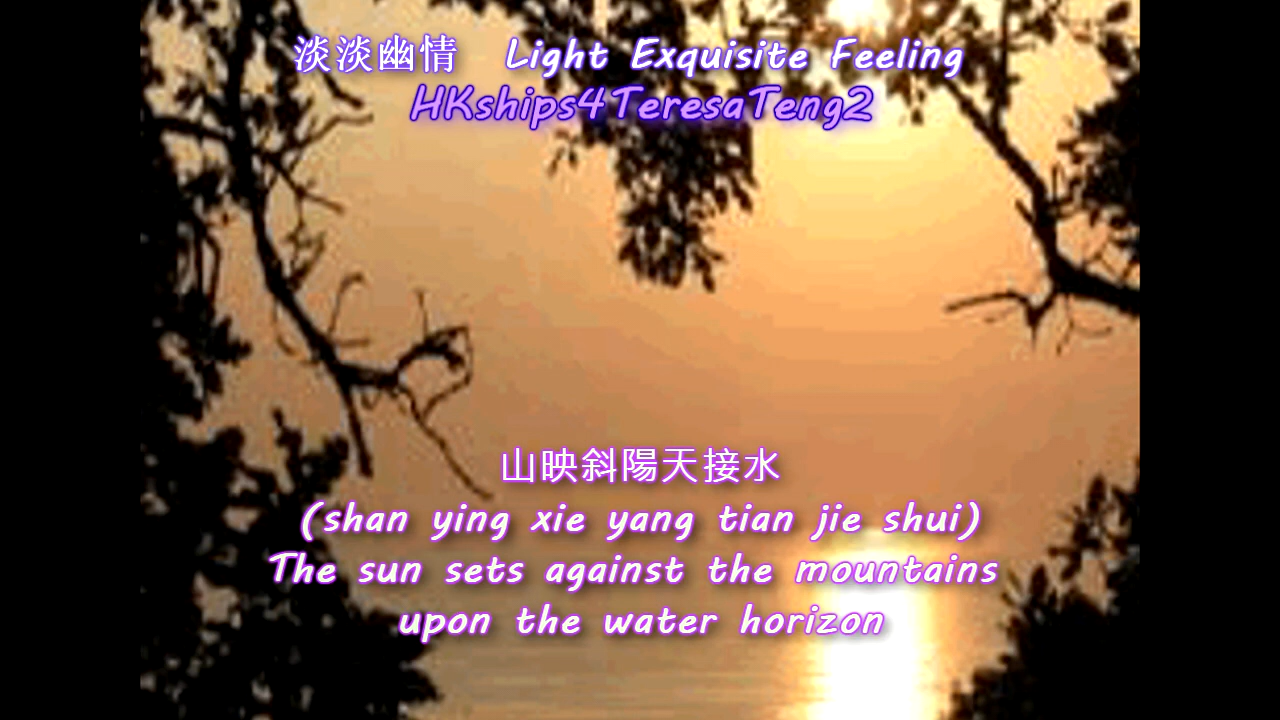 淡淡幽情 Light Exquisite Feeling
HKships4TeresaTeng2
山映斜陽天接水
(shan ying xie yang tian jie shui)
The sun sets against the mountains
upon the water horizon